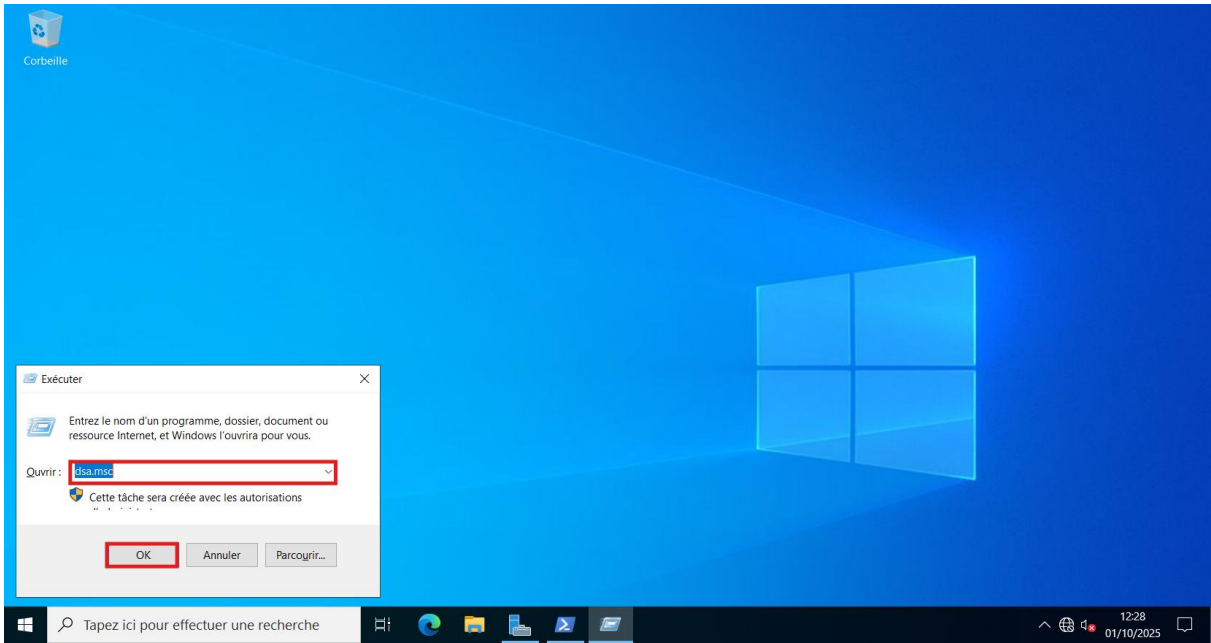 Corbeille
Exécuter
Entrez le nom d'un programme, dossier, document ou
ressource Internet, et Windows l'ouvrira pour vous.
Ouvrir :
dsa.msc
Cette tâche sera créée avec les autorisations
OK
Annuler
Parcourir...
Tapez ici pour effectuer une recherche
12:28
01/10/2025